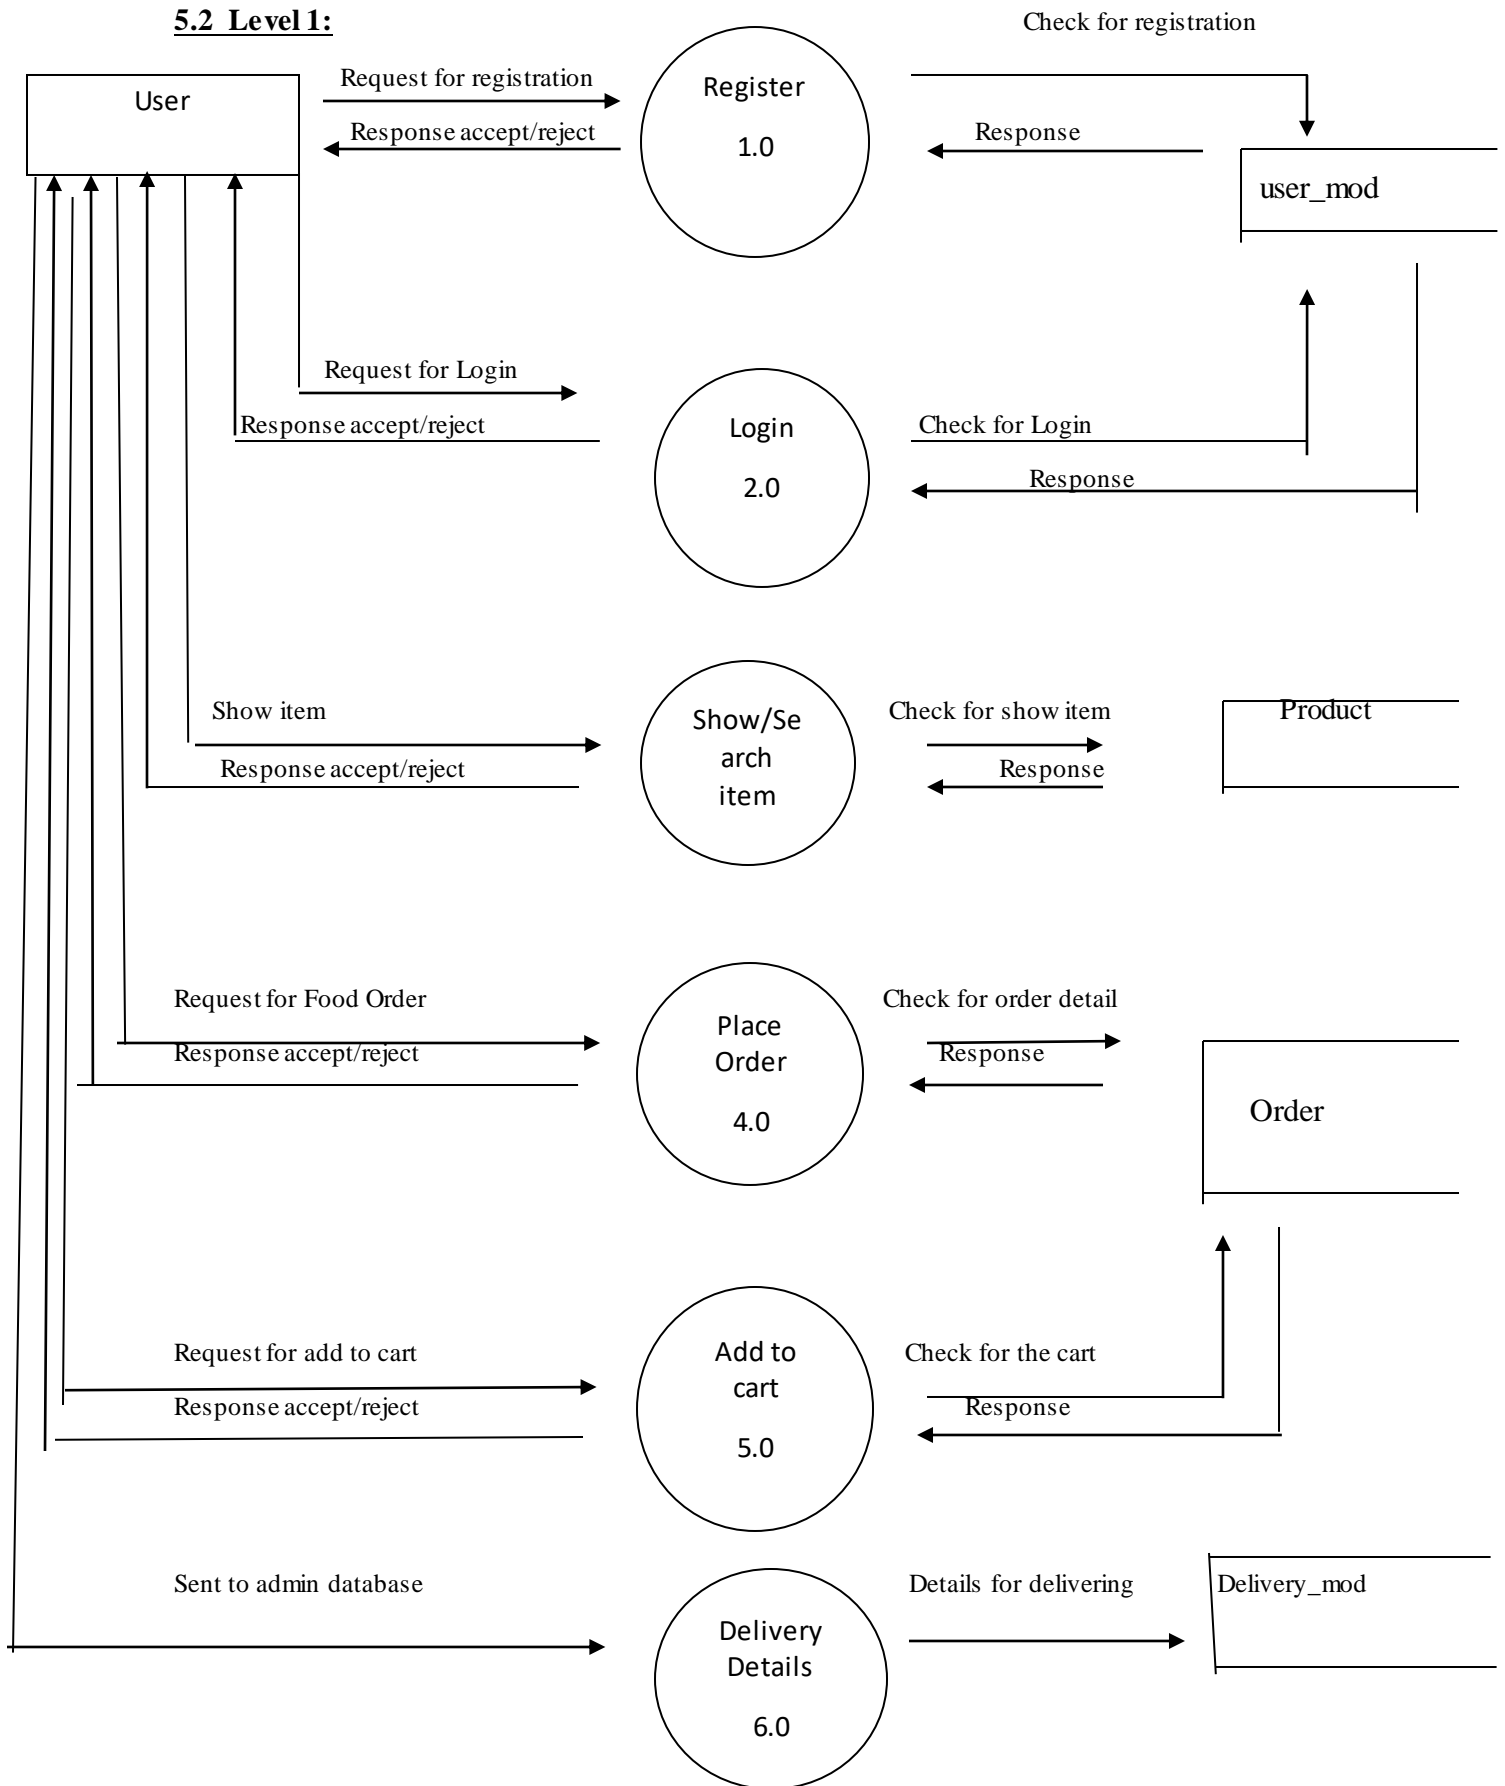 5.2 Level 1:
Check for registration
User
Request for registration
Response accept/reject
Register
1.0
Response
user_mod
Request for Login
Response accept/reject
Login
2.0
Check for Login
Response
Show item
Response accept/reject
Show/Se
arch
item
Check for show item
Response
Product
Request for Food Order
Response accept/reject
Place
Order
4.0
Check for order detail
Response
Order
Request for add to cart
Response accept/reject
Add to
cart
5.0
Check for the cart
Response
Sent to admin database
Delivery
Details
6.0
Details for delivering
Delivery_mod